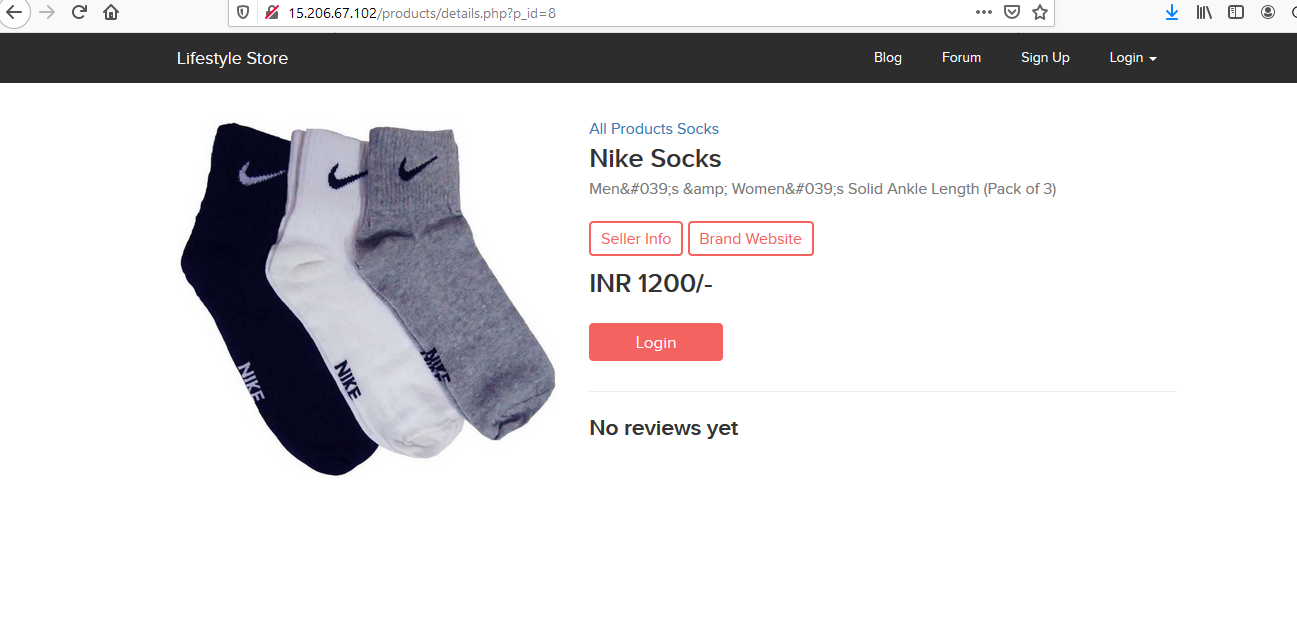 15.206.67.102/products/details.php?p_id=8
Lifestyle Store
Blog
Forum
Sign Up
Login
All Products Socks
Nike Socks
Men&#039;s &amp; Women&#039;s Solid Ankle Length (Pack of 3)
Seller Info
Brand Website
INR 1200/-
Login
No reviews yet
NIKE
NIKE
NIKE